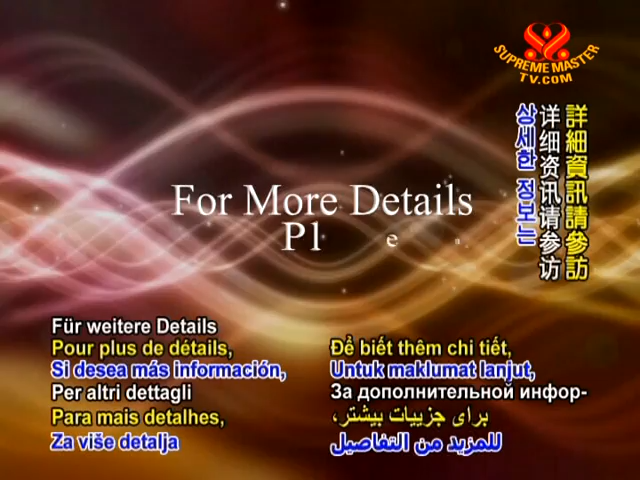 SUPREME MASTER
TV.COM
詳細資訊請參訪
详细资讯请参访
상세한 정보는
For More Details
Pl e
Für weitere Details
Pour plus de détails,
Si desea más información,
Per altri dettagli
Para mais detalhes,
Za više detalja
Để biết thêm chi tiết,
Untuk maklumat lanjut,
За дополнительной инфор-
برای جزییات بیشتر،
للمزيد من التفاصيل